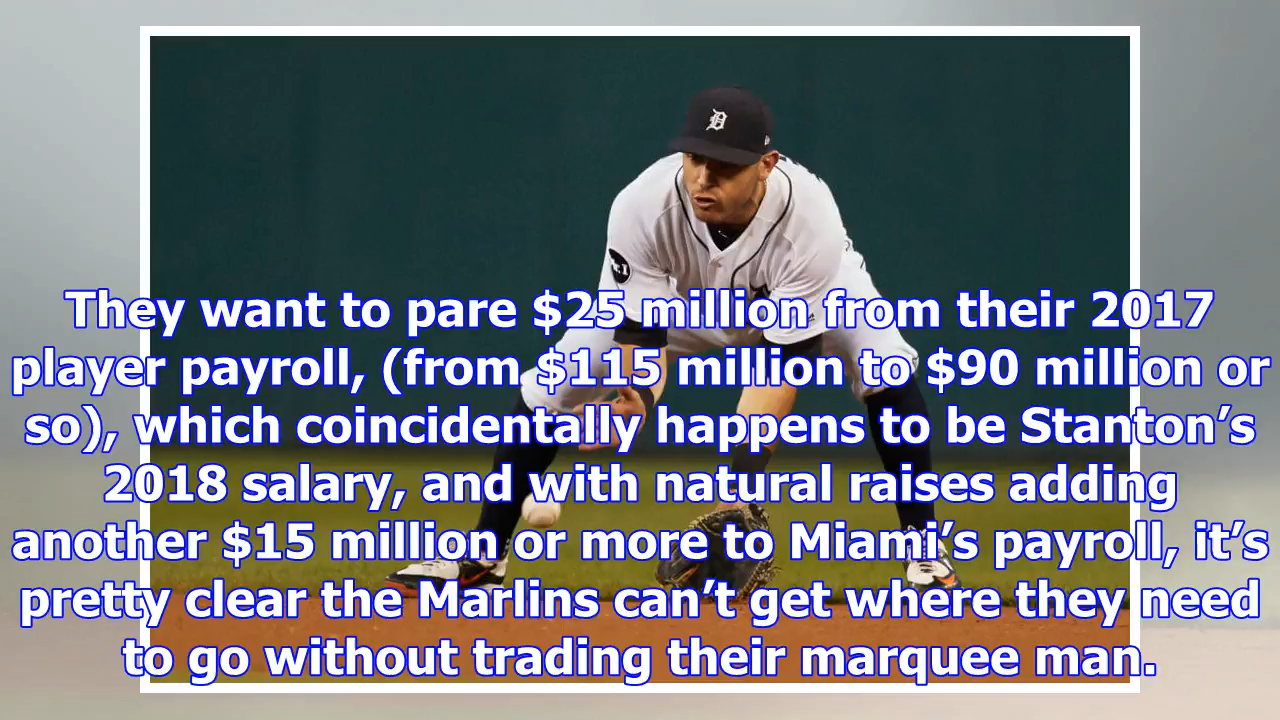 They want to pare $25 million from their 2017
player payroll, (from $115 million to $90 million or
so), which coincidentally happens to be Stanton’s
2018 salary, and with natural raises adding
another $15 million or more to Miami’s payroll, it’s
pretty clear the Marlins can’t get where they need
to go without trading their marquee man.
D
Mr. I